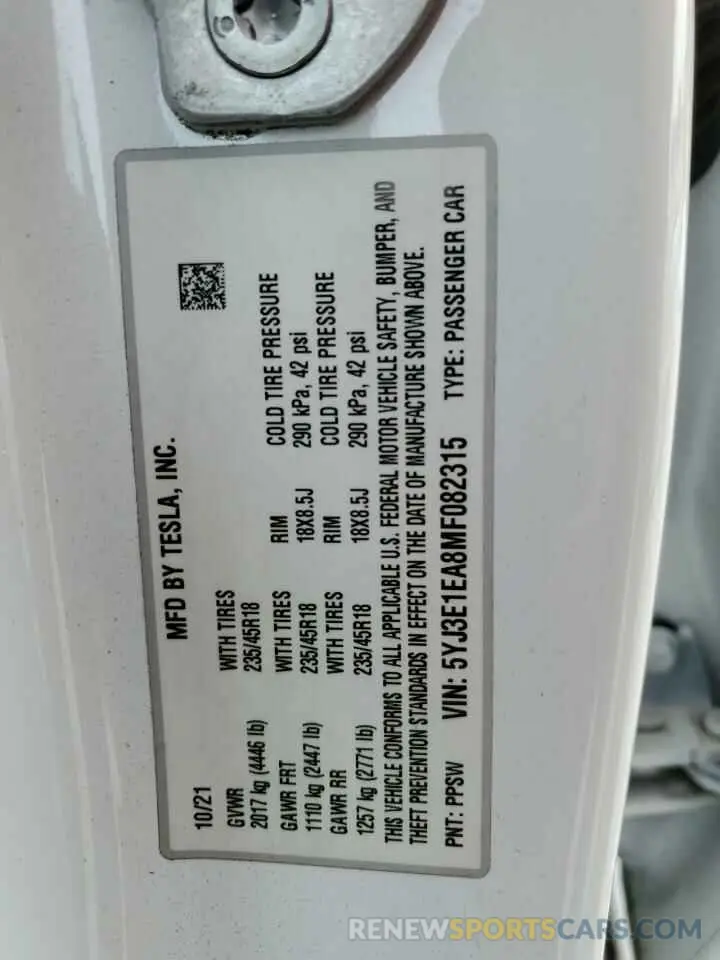 MFD BY TESLA, INC.
10/21
GVWR WITH TIRES
2017 kg (4446 lb) 235/45R18
GAWR FRT WITH TIRES RIM COLD TIRE PRESSURE
1110 kg (2447 lb) 235/45R18 18X8.5J 290 kPa, 42 psi
GAWR RR WITH TIRES RIM COLD TIRE PRESSURE
1257 kg (2771 lb) 235/45R18 18X8.5J 290 kPa, 42 psi
THIS VEHICLE CONFORMS TO ALL APPLICABLE U.S. FEDERAL MOTOR VEHICLE SAFETY, BUMPER, AND
THEFT PREVENTION STANDARDS IN EFFECT ON THE DATE OF MANUFACTURE SHOWN ABOVE.
PNT: PPSW VIN: 5YJ3E1EA8MF082315 TYPE: PASSENGER CAR
RENEWSPORTSCARS.COM